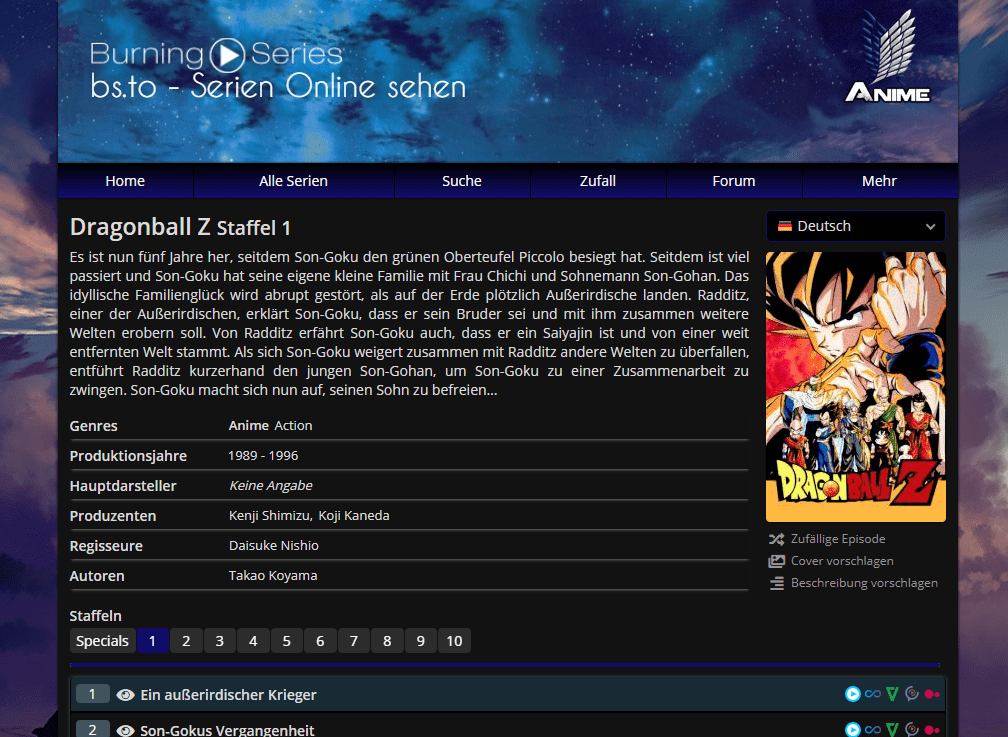 Burning Series
bs.to - Serien Online sehen
ANIME
Home
Alle Serien
Suche
Zufall
Forum
Mehr
Dragonball Z Staffel 1
Deutsch
Es ist nun fünf Jahre her, seitdem Son-Goku den grünen Oberteufel Piccolo besiegt hat. Seitdem ist viel
passiert und Son-Goku hat seine eigene kleine Familie mit Frau Chichi und Sohnemann Son-Gohan. Das
idyllische Familienglück wird abrupt gestört, als auf der Erde plötzlich Außerirdische landen. Radditz,
einer der Außerirdischen, erklärt Son-Goku, dass er sein Bruder sei und mit ihm zusammen weitere
Welten erobern soll. Von Radditz erfährt Son-Goku auch, dass er ein Saiyajin ist und von einer weit
entfernten Welt stammt. Als sich Son-Goku weigert zusammen mit Radditz andere Welten zu überfallen,
entführt Radditz kurzerhand den jungen Son-Gohan, um Son-Goku zu einer Zusammenarbeit zu
zwingen. Son-Goku macht sich nun auf, seinen Sohn zu befreien...
Genres Anime Action
Produktionsjahre 1989 - 1996
Hauptdarsteller Keine Angabe
Produzenten Kenji Shimizu, Koji Kaneda
Regisseure Daisuke Nishio
Autoren Takao Koyama
DRAGON BALL Z
Zufällige Episode
Cover vorschlagen
Beschreibung vorschlagen
Staffeln
Specials 1 2 3 4 5 6 7 8 9 10
1 Ein außerirdischer Krieger
2 Son-Gokus Vergangenheit